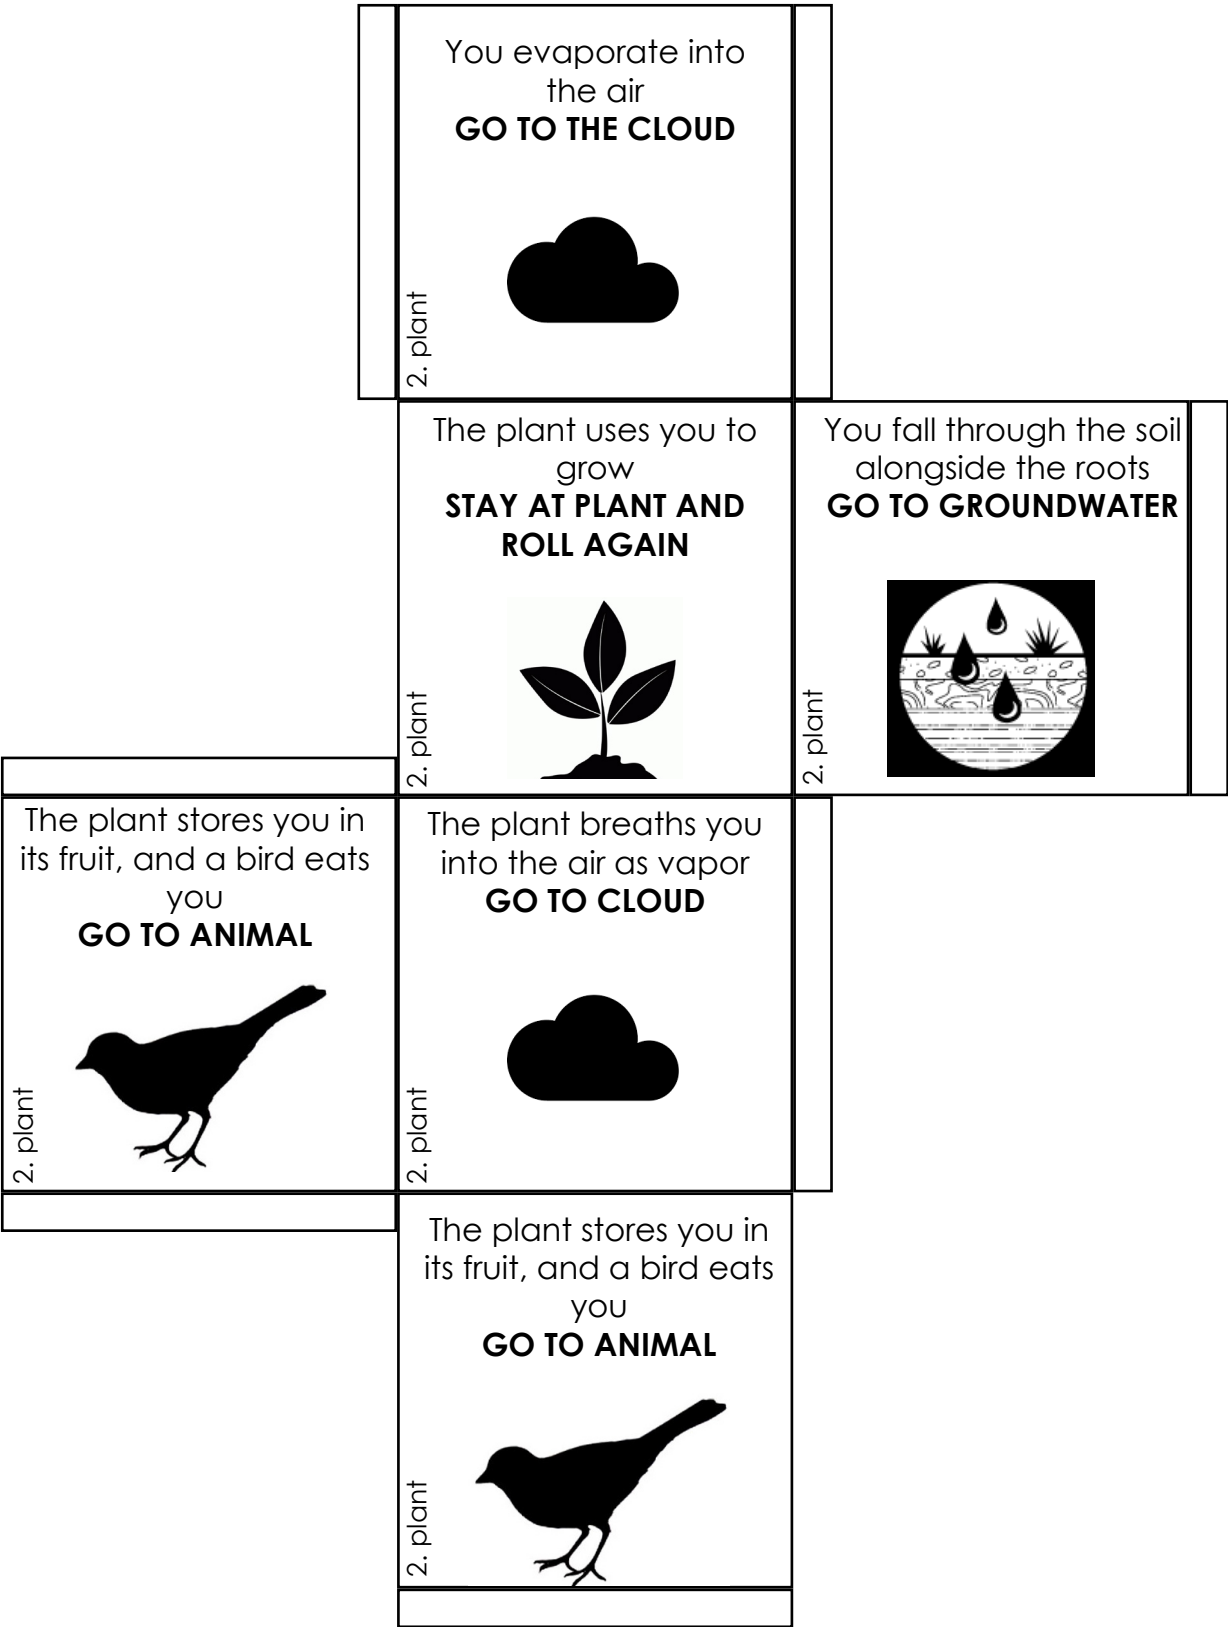 You evaporate into
the air
GO TO THE CLOUD
2. plant
The plant uses you to
grow
STAY AT PLANT AND
ROLL AGAIN
2. plant
You fall through the soil
alongside the roots
GO TO GROUNDWATER
2. plant
The plant stores you in
its fruit, and a bird eats
you
GO TO ANIMAL
2. plant
The plant breaths you
into the air as vapor
GO TO CLOUD
2. plant
The plant stores you in
its fruit, and a bird eats
you
GO TO ANIMAL
2. plant